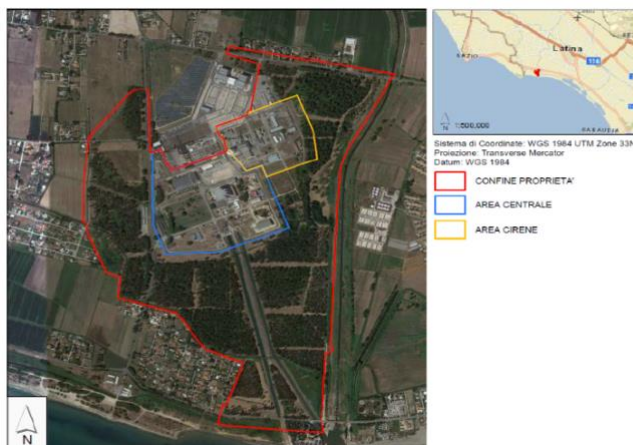 Latina
N
1:500,000
Sistema di Coordinate: WGS 1984 UTM Zone 33N
Proiezione: Transverse Mercator
Datum: WGS 1984
CONFINE PROPRIETA'
AREA CENTRALE
AREA CIRENE
N